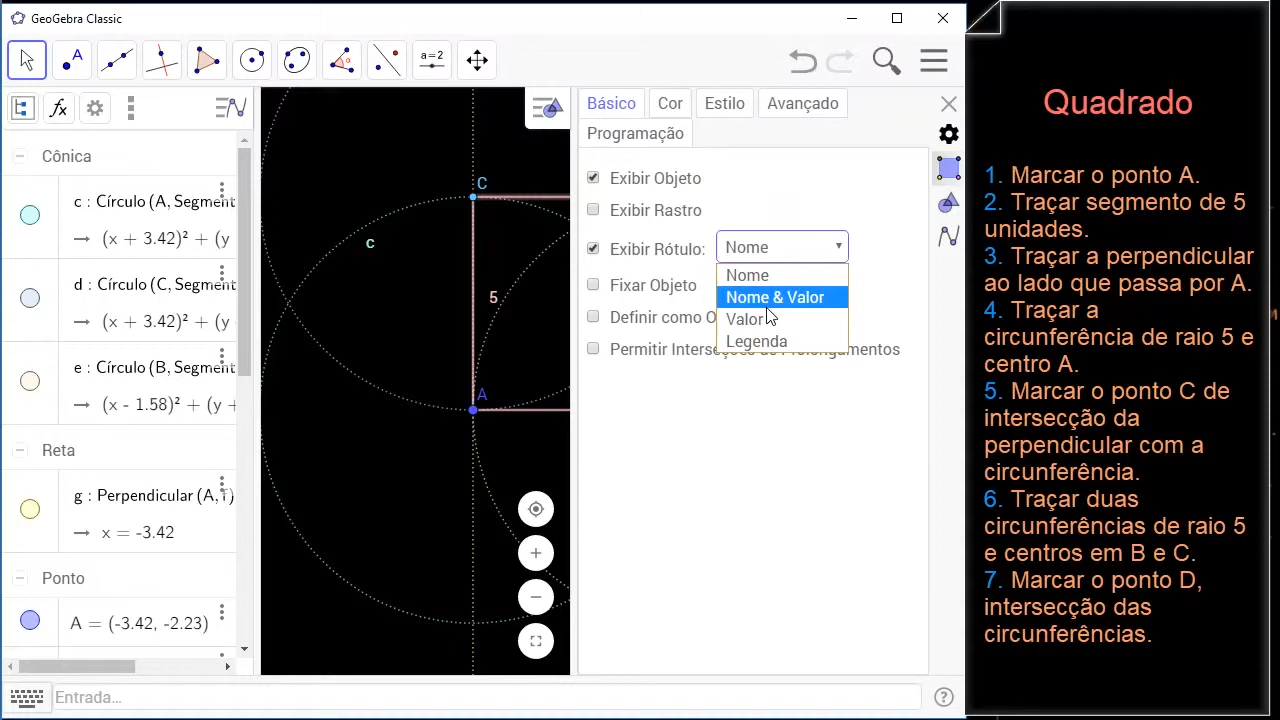 GeoGebra Classic
A
a=2
fx
Básico
Cor
Estilo
Avançado
Programação
Cônica
c : Círculo (A, Segment
→ (x + 3.42)² + (y
d : Círculo (C, Segment
→ (x + 3.42)² + (y
e : Círculo (B, Segment
→ (x - 1.58)² + (y +
Reta
g : Perpendicular (A, f)
→ x = -3.42
Ponto
A = (-3.42, -2.23)
C
c
5
A
Exibir Objeto
Exibir Rastro
Exibir Rótulo:
Nome
Nome
Nome & Valor
Valor
Legenda
Fixar Objeto
Definir como O
Permitir Interseções de Prolongamentos
Entrada...
Quadrado
1. Marcar o ponto A.
2. Traçar segmento de 5
unidades.
3. Traçar a perpendicular
ao lado que passa por A.
4. Traçar a
circunferência de raio 5 e
centro A.
5. Marcar o ponto C de
intersecção da
perpendicular com a
circunferência.
6. Traçar duas
circunferências de raio 5
e centros em B e C.
7. Marcar o ponto D,
intersecção das
circunferências.